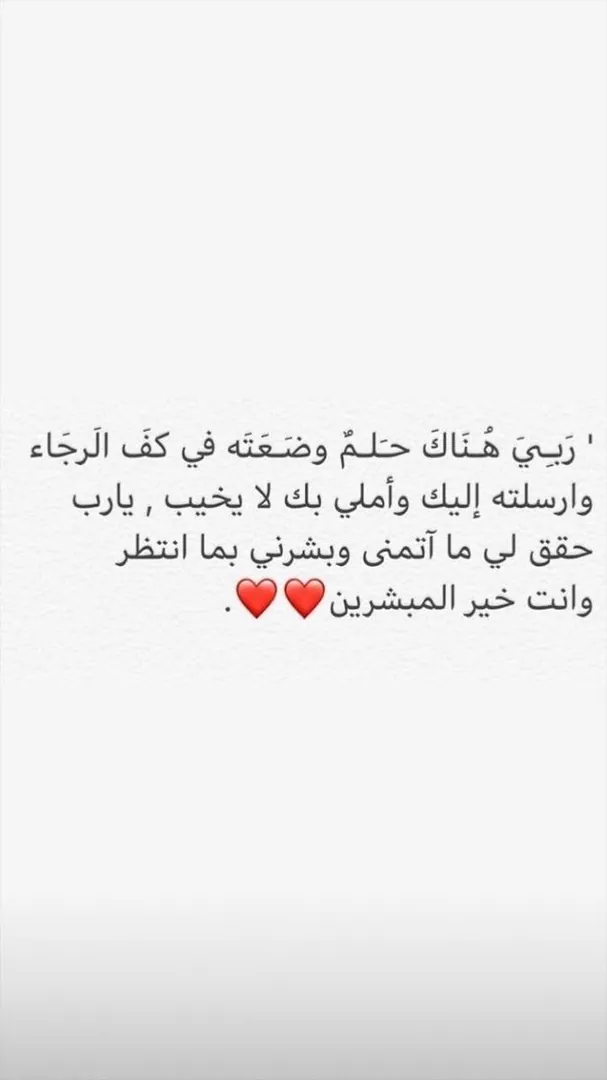 ' رَبِـيَ هُـنَاكَ حـَلـمٌ وضَـعَتَه في كفَ الَرجَاء
وارسلته إليك وأملي بك لا يخيب , يارب
حقق لي ما آتمنى وبشرني بما انتظر
وانت خير المبشرين❤️❤️.